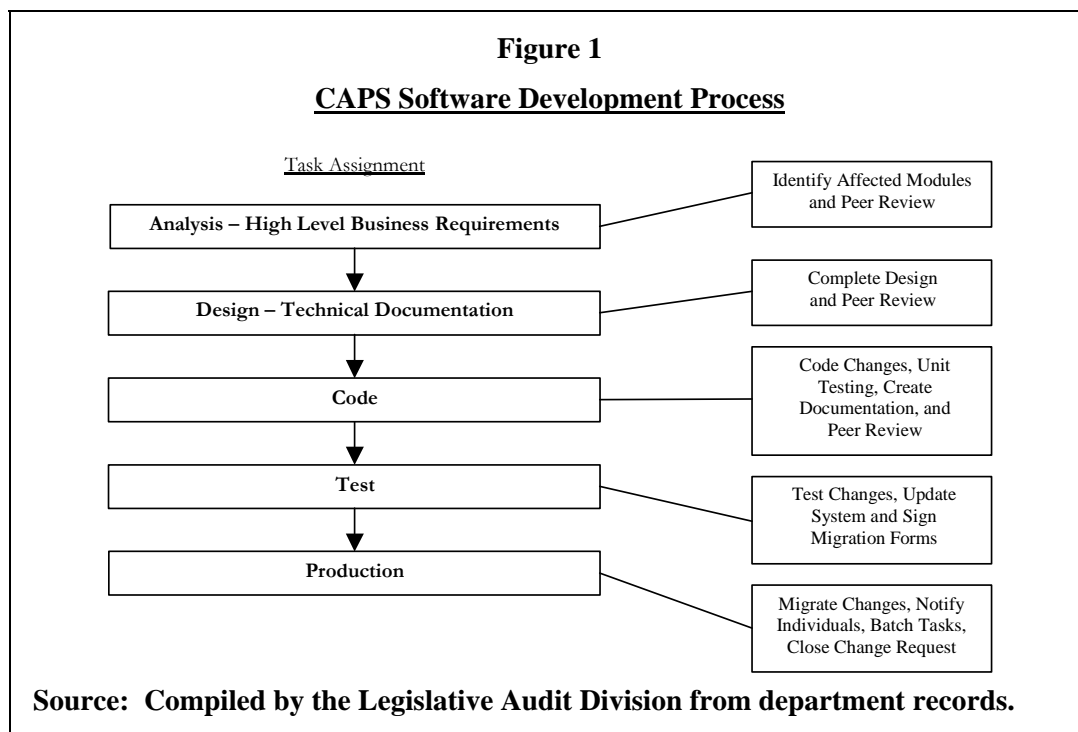 Figure 1
CAPS Software Development Process
Task Assignment
Analysis – High Level Business Requirements
Identify Affected Modules
and Peer Review
Design – Technical Documentation
Complete Design
and Peer Review
Code
Code Changes, Unit
Testing, Create
Documentation, and
Peer Review
Test
Test Changes, Update
System and Sign
Migration Forms
Production
Migrate Changes, Notify
Individuals, Batch Tasks,
Close Change Request
Source:  Compiled by the Legislative Audit Division from department records.